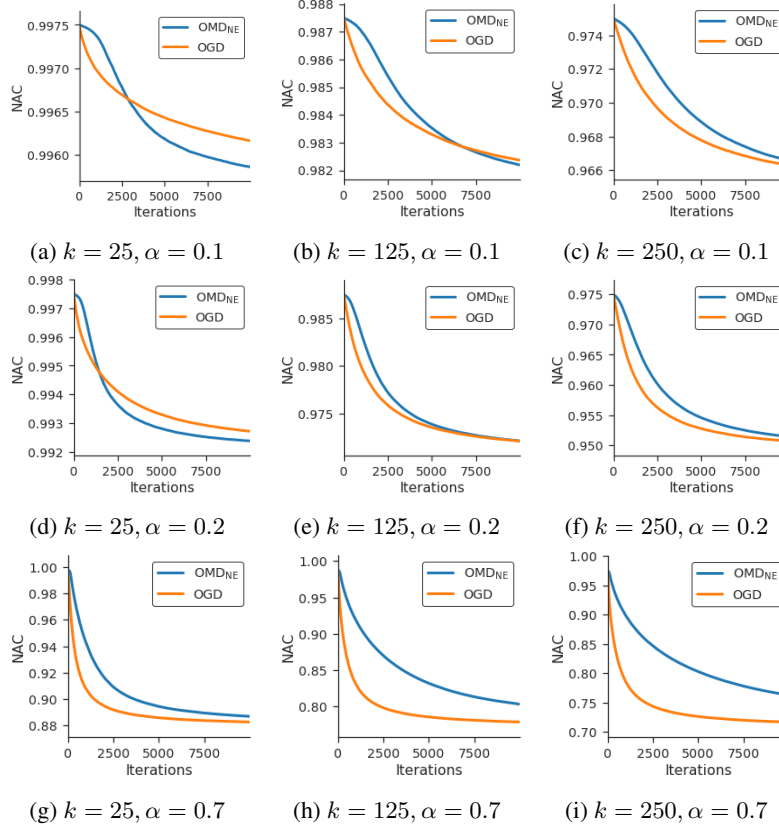 0.9975
0.9970
0.9965
0.9960
NAC
OMD_NE
OGD
0
2500
5000
7500
Iterations
(a) k = 25, α = 0.1
0.988
0.987
0.986
0.985
0.984
0.983
0.982
NAC
OMD_NE
OGD
0
2500
5000
7500
Iterations
(b) k = 125, α = 0.1
0.974
0.972
0.970
0.968
0.966
NAC
OMD_NE
OGD
0
2500
5000
7500
Iterations
(c) k = 250, α = 0.1
0.998
0.997
0.996
0.995
0.994
0.993
0.992
NAC
OMD_NE
OGD
0
2500
5000
7500
Iterations
(d) k = 25, α = 0.2
0.985
0.980
0.975
NAC
OMD_NE
OGD
0
2500
5000
7500
Iterations
(e) k = 125, α = 0.2
0.975
0.970
0.965
0.960
0.955
0.950
NAC
OMD_NE
OGD
0
2500
5000
7500
Iterations
(f) k = 250, α = 0.2
1.00
0.98
0.96
0.94
0.92
0.90
0.88
NAC
OMD_NE
OGD
0
2500
5000
7500
Iterations
(g) k = 25, α = 0.7
1.00
0.95
0.90
0.85
0.80
NAC
OMD_NE
OGD
0
2500
5000
7500
Iterations
(h) k = 125, α = 0.7
1.00
0.95
0.90
0.85
0.80
0.75
0.70
NAC
OMD_NE
OGD
0
2500
5000
7500
Iterations
(i) k = 250, α = 0.7